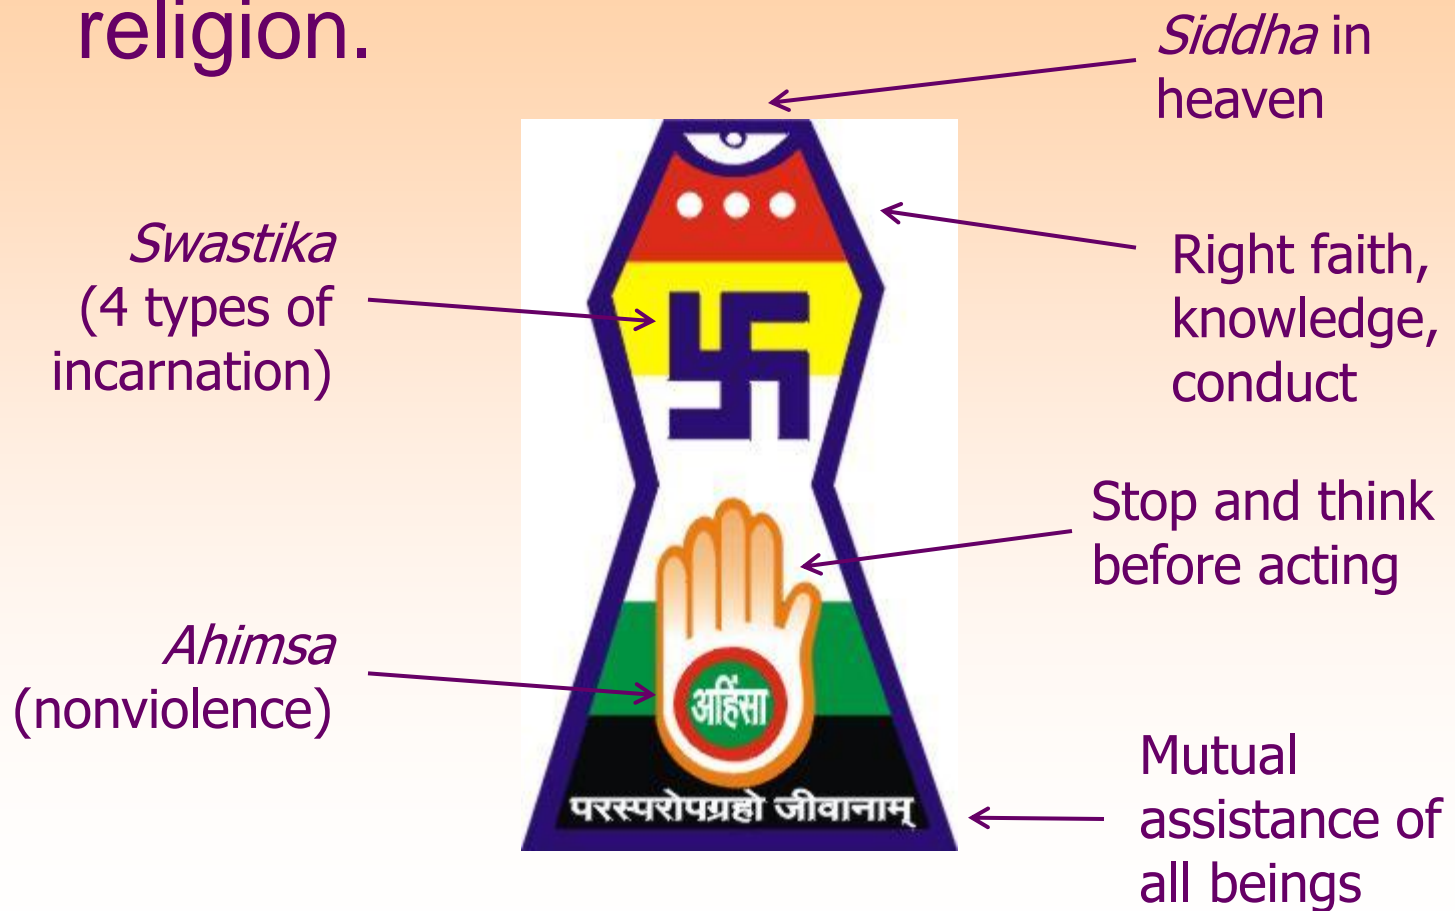 religion.
Siddha in
heaven
Swastika
(4 types of
incarnation)
Right faith,
knowledge,
conduct
Stop and think
before acting
Ahimsa
(nonviolence)
अहिंसा
Mutual
assistance of
all beings
परस्परोपग्रहो जीवानाम्